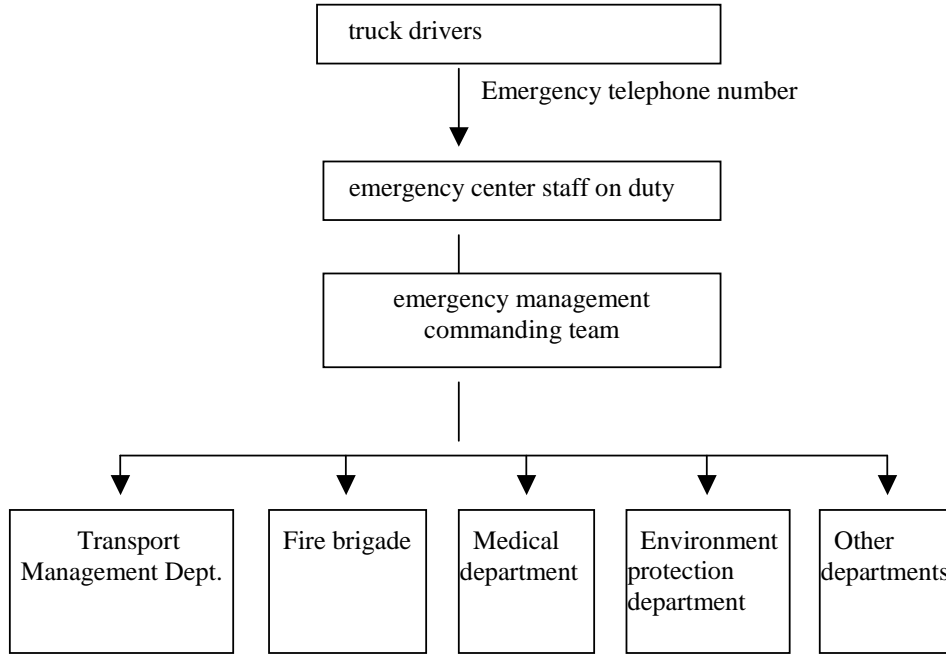 truck drivers
Emergency telephone number
emergency center staff on duty
emergency management
commanding team
Transport
Management Dept.
Fire brigade
Medical
department
Environment
protection
department
Other
departments